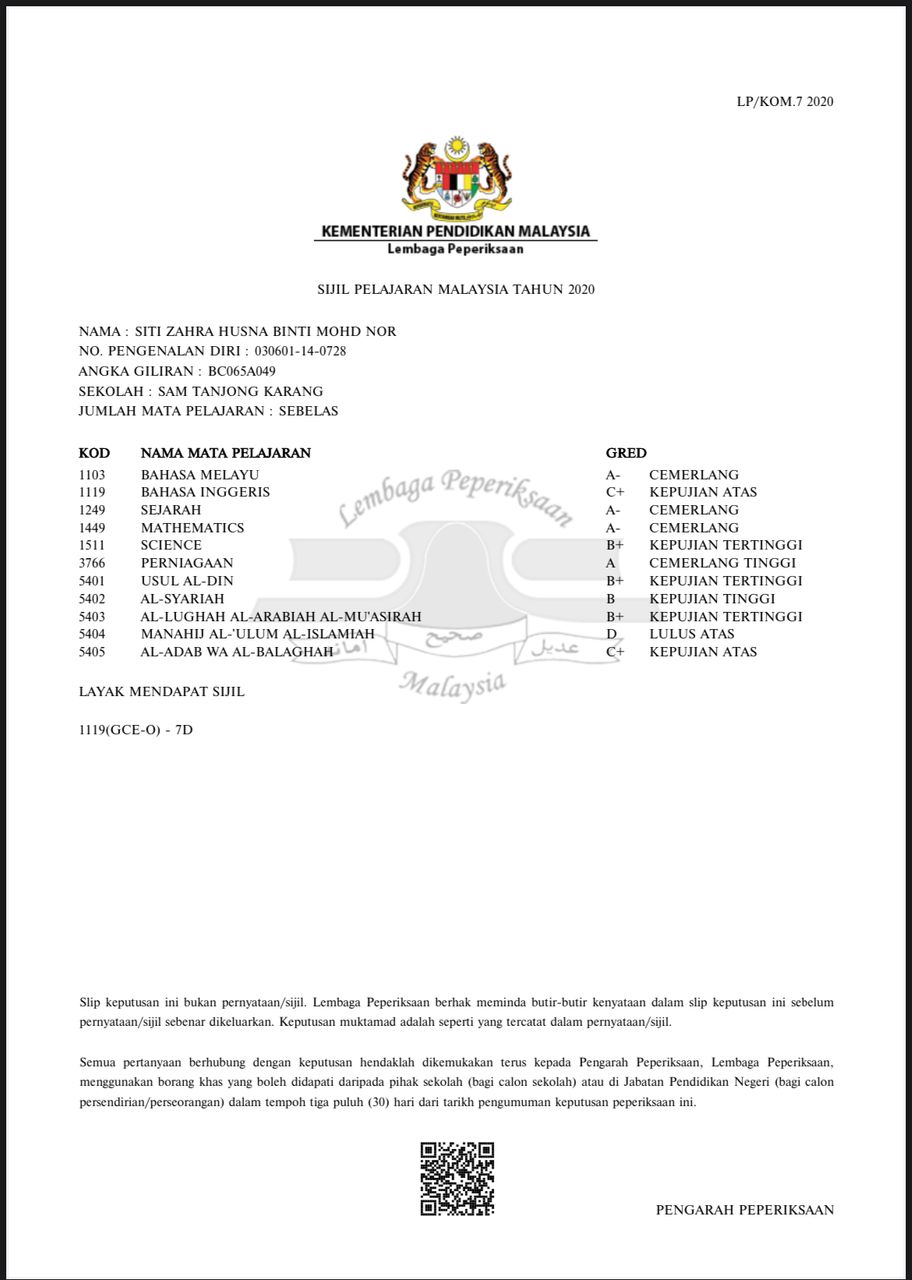 LP/KOM.7 2020
KEMENTERIAN PENDIDIKAN MALAYSIA
Lembaga Peperiksaan
SIJIL PELAJARAN MALAYSIA TAHUN 2020
NAMA : SITI ZAHRA HUSNA BINTI MOHD NOR
NO. PENGENALAN DIRI : 030601-14-0728
ANGKA GILIRAN : BC065A049
SEKOLAH : SAM TANJONG KARANG
JUMLAH MATA PELAJARAN : SEBELAS
KOD NAMA MATA PELAJARAN GRED
1103 BAHASA MELAYU A- CEMERLANG
1119 BAHASA INGGERIS C+ KEPUJIAN ATAS
1249 SEJARAH A- CEMERLANG
1449 MATHEMATICS A- CEMERLANG
1511 SCIENCE B+ KEPUJIAN TERTINGGI
3766 PERNIAGAAN A CEMERLANG TINGGI
5401 USUL AL-DIN B+ KEPUJIAN TERTINGGI
5402 AL-SYARIAH B KEPUJIAN TINGGI
5403 AL-LUGHAH AL-ARABIAH AL-MU'ASIRAH B+ KEPUJIAN TERTINGGI
5404 MANAHIJ AL-'ULUM AL-ISLAMIAH D LULUS ATAS
5405 AL-ADAB WA AL-BALAGHAH C+ KEPUJIAN ATAS
Lembaga Peperiksaan
صحيح
عديل
Malaysia
LAYAK MENDAPAT SIJIL
1119(GCE-O) - 7D
Slip keputusan ini bukan pernyataan/sijil. Lembaga Peperiksaan berhak meminda butir-butir kenyataan dalam slip keputusan ini sebelum
pernyataan/sijil sebenar dikeluarkan. Keputusan muktamad adalah seperti yang tercatat dalam pernyataan/sijil.
Semua pertanyaan berhubung dengan keputusan hendaklah dikemukakan terus kepada Pengarah Peperiksaan, Lembaga Peperiksaan,
menggunakan borang khas yang boleh didapati daripada pihak sekolah (bagi calon sekolah) atau di Jabatan Pendidikan Negeri (bagi calon
persendirian/perseorangan) dalam tempoh tiga puluh (30) hari dari tarikh pengumuman keputusan peperiksaan ini.
PENGARAH PEPERIKSAAN